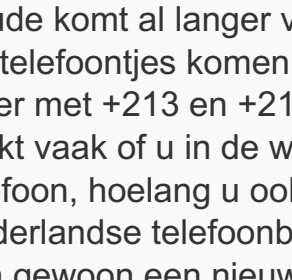 ude komt al langer v
telefoontjes komen
er met +213 en +21
kt vaak of u in de w
efoon, hoelang u ool
derlandse telefoonb
gewoon een nieuw